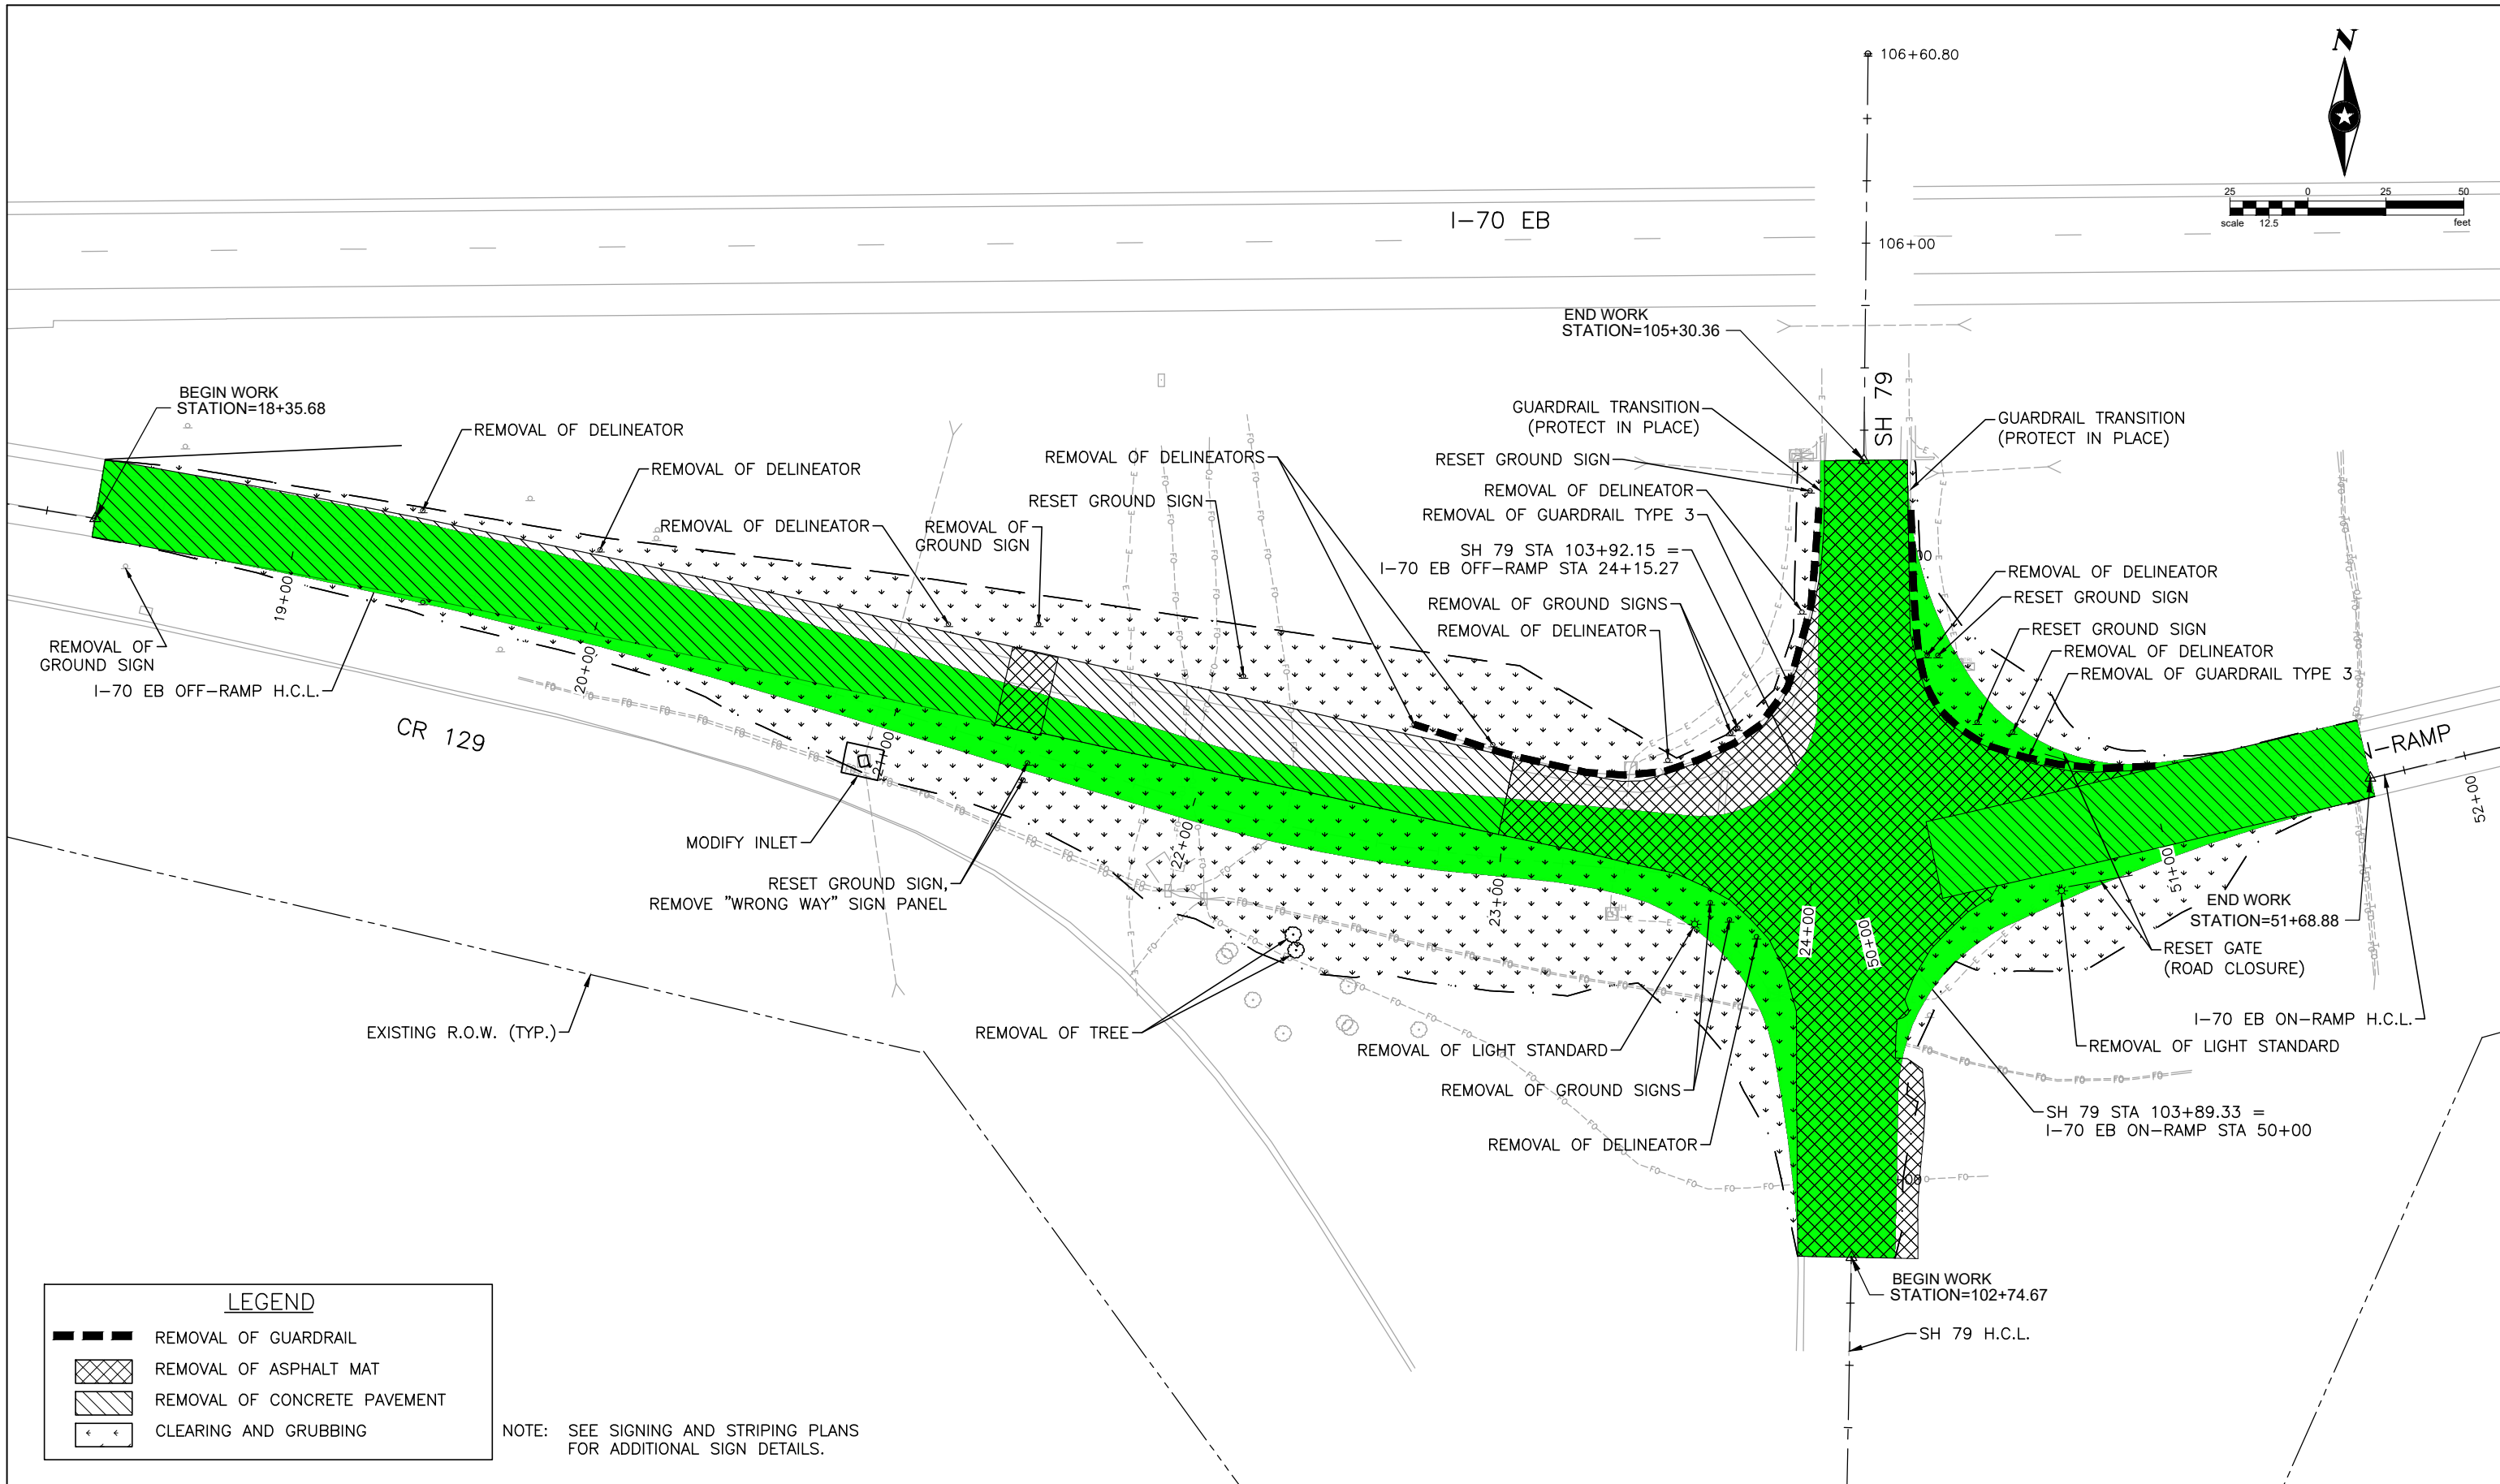 N
106+60.80
25 0 25 50
scale 12.5 feet
I-70 EB
106+00
END WORK
STATION=105+30.36
SH 79
BEGIN WORK
STATION=18+35.68
GUARDRAIL TRANSITION
(PROTECT IN PLACE)
GUARDRAIL TRANSITION
(PROTECT IN PLACE)
REMOVAL OF DELINEATOR
REMOVAL OF DELINEATOR
REMOVAL OF DELINEATORS
RESET GROUND SIGN
RESET GROUND SIGN
REMOVAL OF DELINEATOR
REMOVAL OF DELINEATOR
REMOVAL OF
GROUND SIGN
REMOVAL OF GUARDRAIL TYPE 3
SH 79 STA 103+92.15 =
I-70 EB OFF-RAMP STA 24+15.27
REMOVAL OF GROUND SIGNS
REMOVAL OF DELINEATOR
REMOVAL OF DELINEATOR
RESET GROUND SIGN
RESET GROUND SIGN
REMOVAL OF DELINEATOR
REMOVAL OF GUARDRAIL TYPE 3
19+00
20+00
21+00
22+00
23+00
24+00
50+00
51+00
52+00
REMOVAL OF
GROUND SIGN
I-70 EB OFF-RAMP H.C.L.
CR 129
N-RAMP
MODIFY INLET
RESET GROUND SIGN,
REMOVE "WRONG WAY" SIGN PANEL
END WORK
STATION=51+68.88
RESET GATE
(ROAD CLOSURE)
EXISTING R.O.W. (TYP.)
REMOVAL OF TREE
I-70 EB ON-RAMP H.C.L.
REMOVAL OF LIGHT STANDARD
REMOVAL OF LIGHT STANDARD
REMOVAL OF GROUND SIGNS
SH 79 STA 103+89.33 =
I-70 EB ON-RAMP STA 50+00
REMOVAL OF DELINEATOR
BEGIN WORK
STATION=102+74.67
SH 79 H.C.L.
LEGEND
REMOVAL OF GUARDRAIL
REMOVAL OF ASPHALT MAT
REMOVAL OF CONCRETE PAVEMENT
CLEARING AND GRUBBING
NOTE: SEE SIGNING AND STRIPING PLANS
FOR ADDITIONAL SIGN DETAILS.